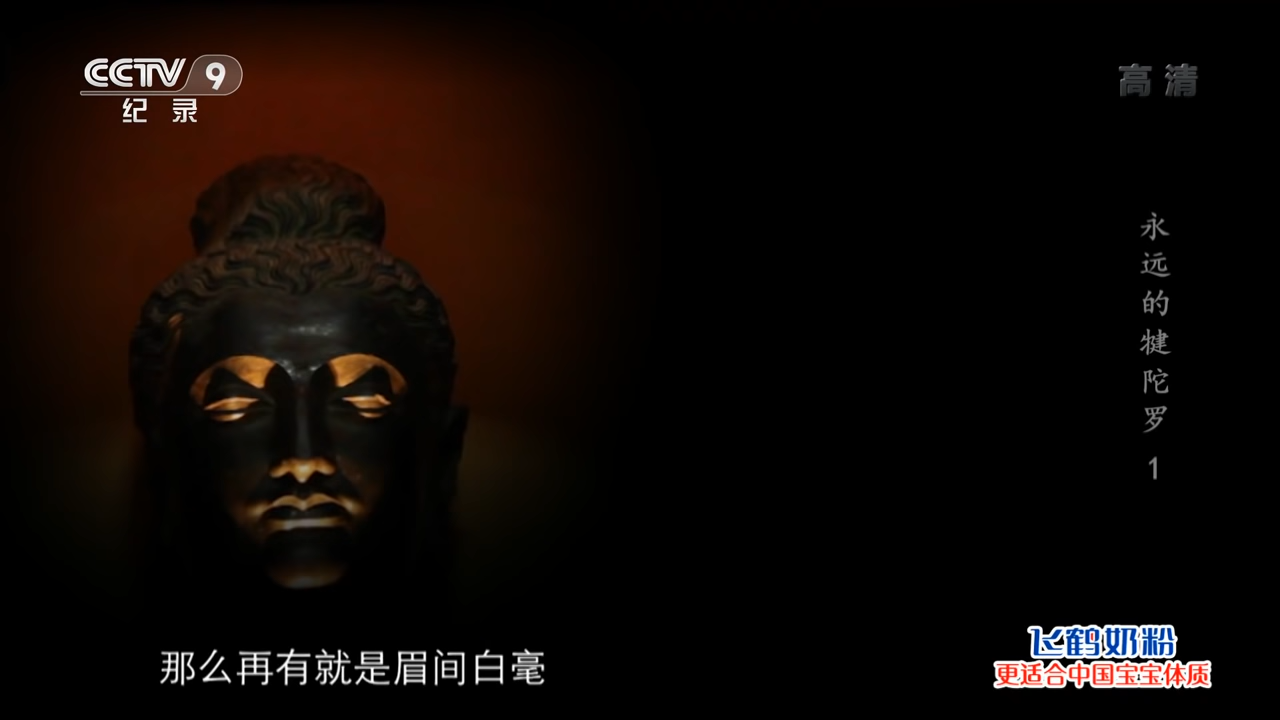 CCTV 9
纪录
高清
永远的犍陀罗 1
那么再有就是眉间白毫
飞鹤奶粉
更适合中国宝宝体质